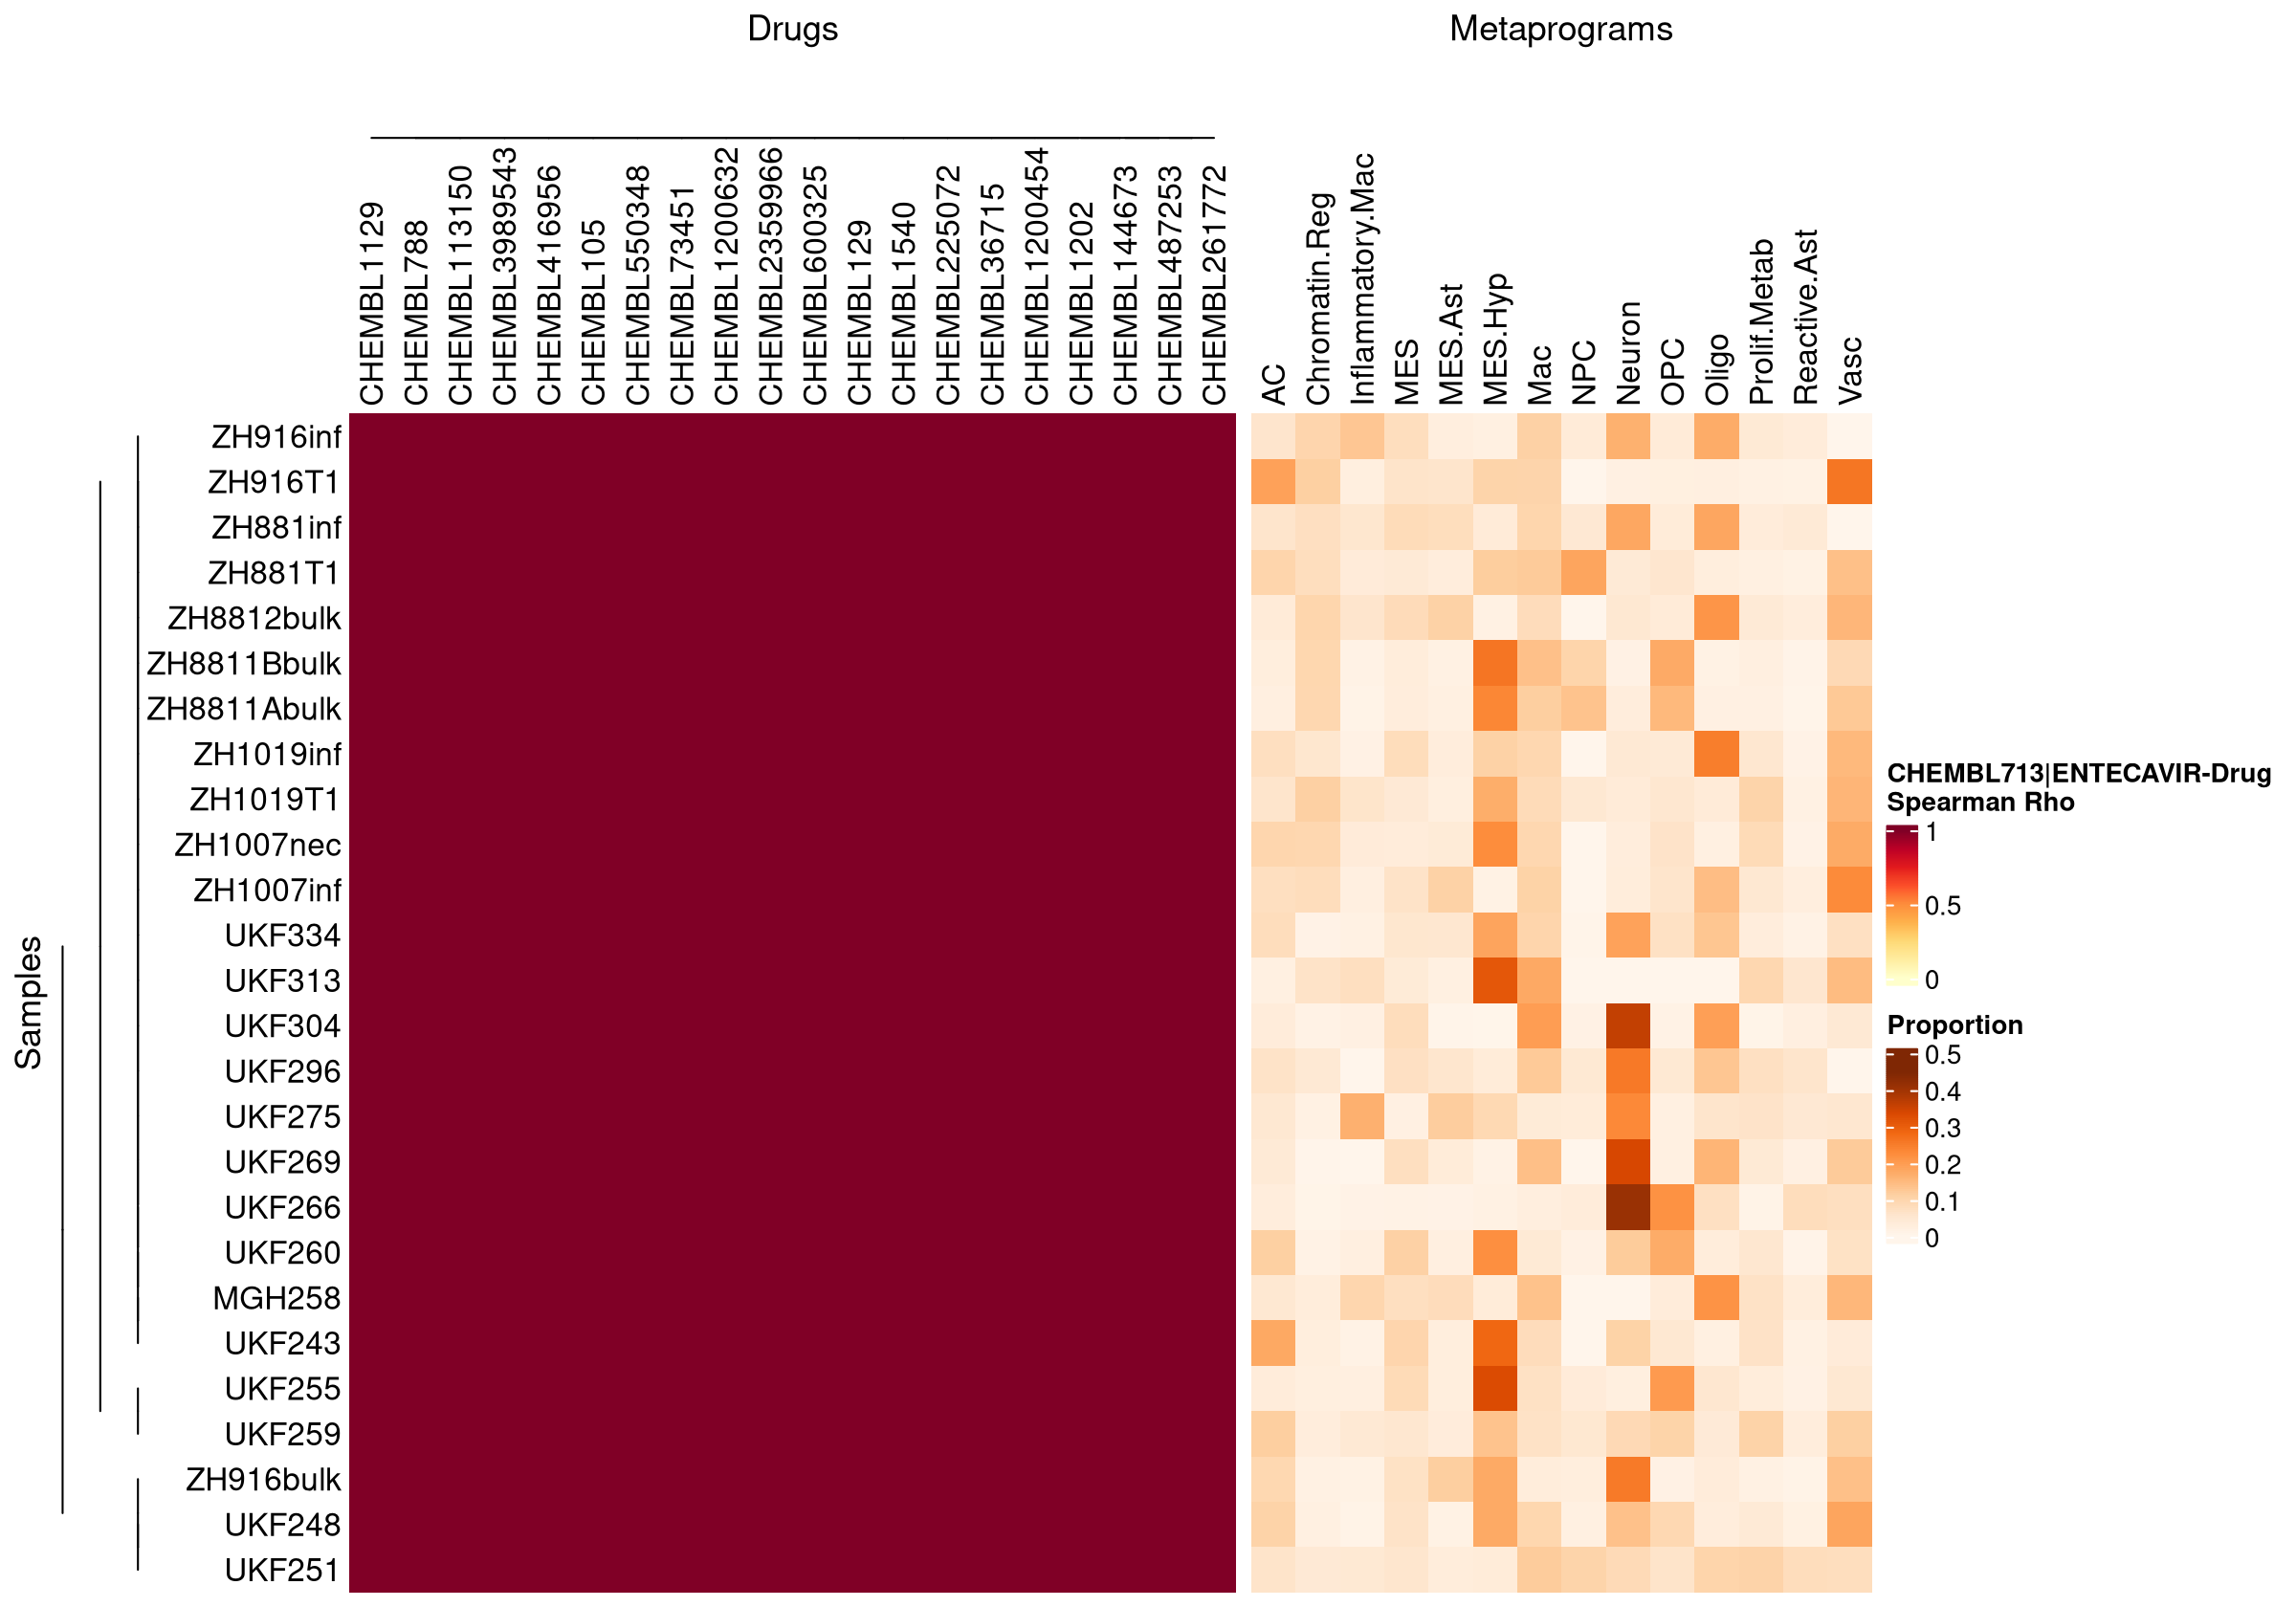 Drugs
Metaprograms
CHEMBL1129
CHEMBL788
CHEMBL113150
CHEMBL3989543
CHEMBL416956
CHEMBL105
CHEMBL550348
CHEMBL73451
CHEMBL1200632
CHEMBL2359966
CHEMBL600325
CHEMBL129
CHEMBL1540
CHEMBL225072
CHEMBL36715
CHEMBL1200454
CHEMBL1202
CHEMBL144673
CHEMBL487253
CHEMBL261772
AC
Chromatin.Reg
Inflammatory.Mac
MES
MES.Ast
MES.Hyp
Mac
NPC
Neuron
OPC
Oligo
Prolif.Metab
Reactive.Ast
Vasc
Samples
ZH916inf
ZH916T1
ZH881inf
ZH881T1
ZH8812bulk
ZH8811Bbulk
ZH8811Abulk
ZH1019inf
ZH1019T1
ZH1007nec
ZH1007inf
UKF334
UKF313
UKF304
UKF296
UKF275
UKF269
UKF266
UKF260
MGH258
UKF243
UKF255
UKF259
ZH916bulk
UKF248
UKF251
CHEMBL713|ENTECAVIR-Drug
Spearman Rho
1
0.5
0
Proportion
0.5
0.4
0.3
0.2
0.1
0